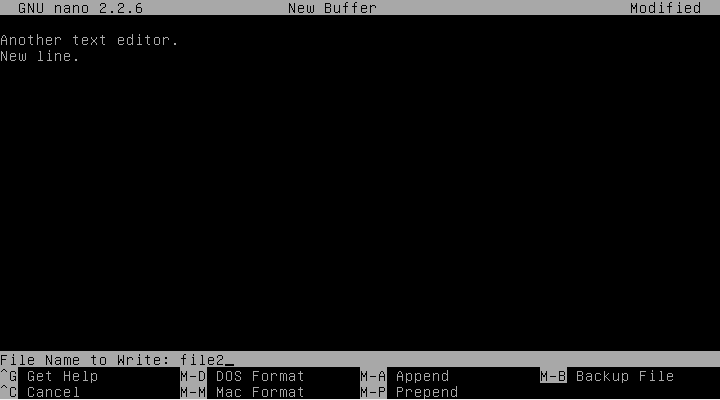 GNU nano 2.2.6 New Buffer Modified
Another text editor.
New line.
File Name to Write: file2_
^G Get Help M-D DOS Format M-A Append M-B Backup File
^C Cancel M-M Mac Format M-P Prepend